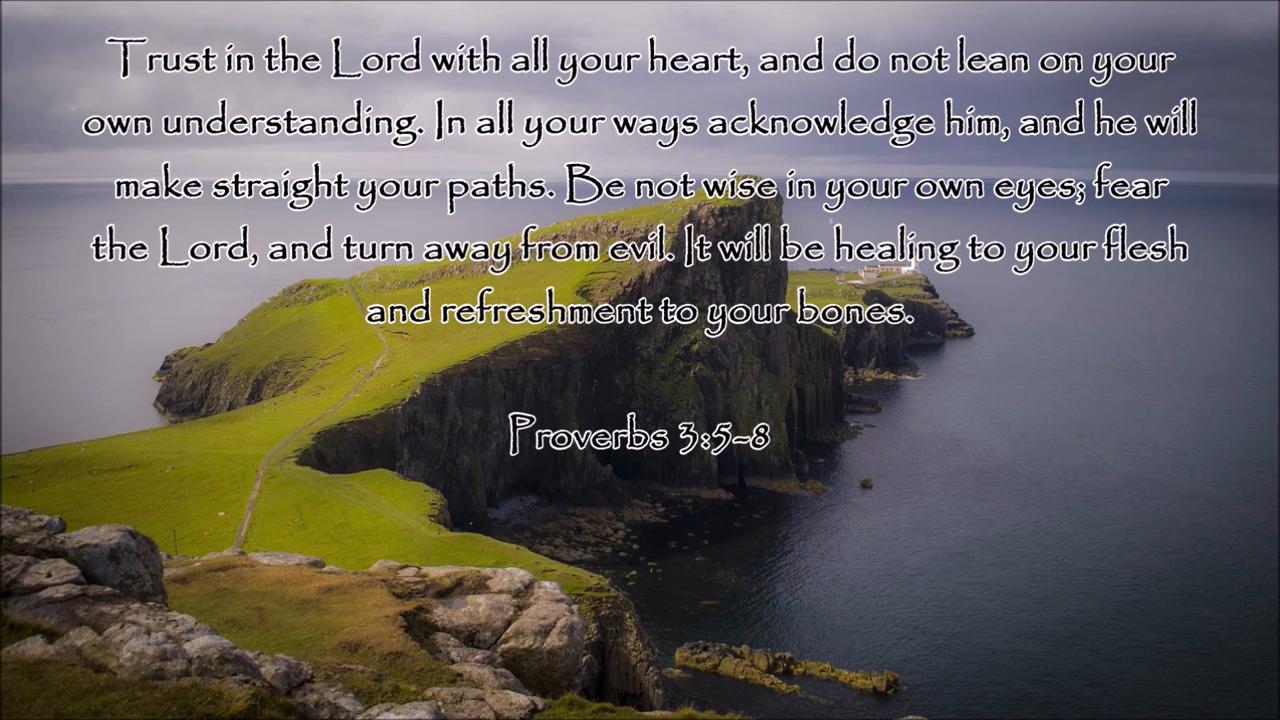 Trust in the Lord with all your heart, and do not lean on your
own understanding. In all your ways acknowledge him, and he will
make straight your paths. Be not wise in your own eyes; fear
the Lord, and turn away from evil. It will be healing to your flesh
and refreshment to your bones.
Proverbs 3:5~8